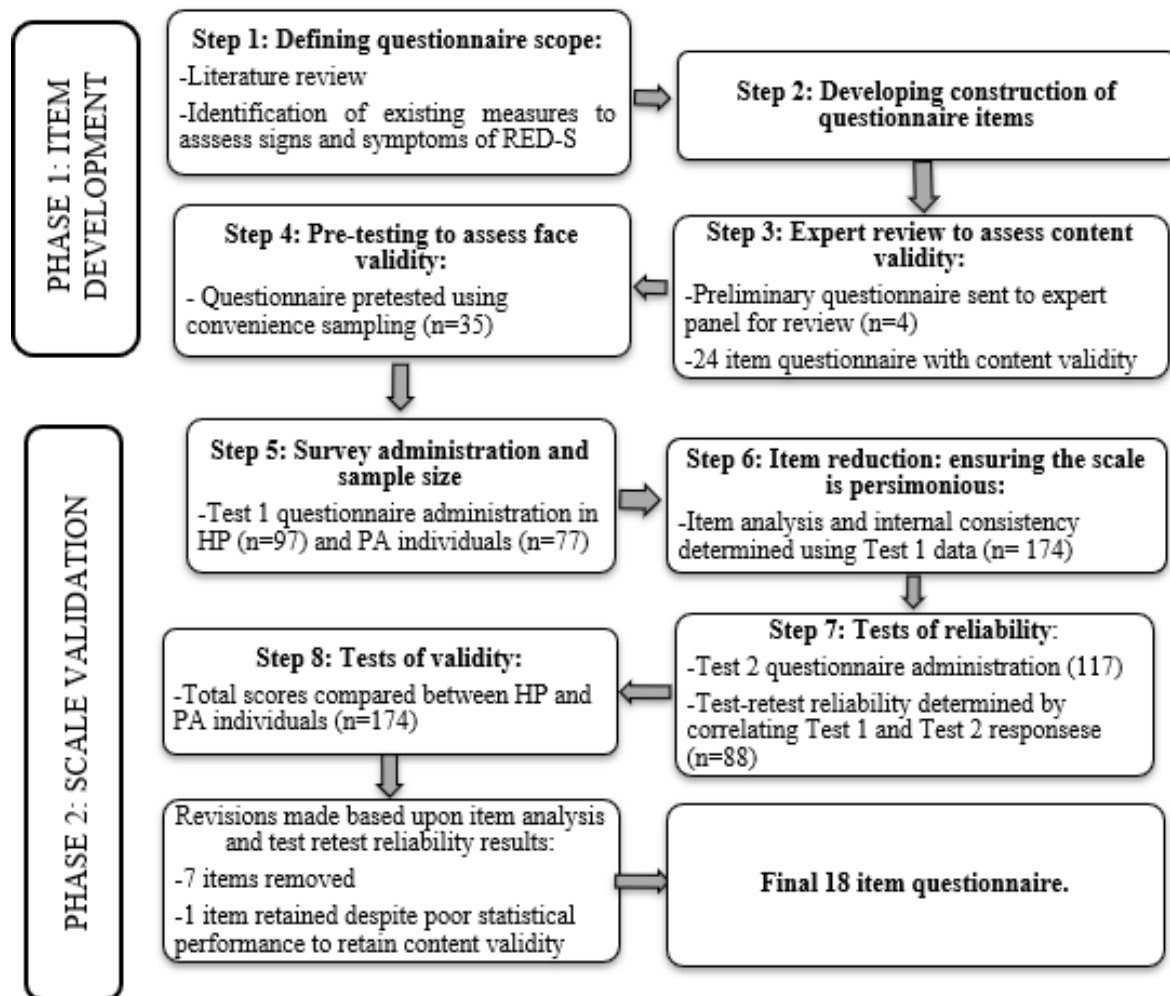 PHASE 1: ITEM
DEVELOPMENT
Step 1: Defining questionnaire scope:
-Literature review
-Identification of existing measures to
asssess signs and symptoms of RED-S
Step 2: Developing construction of
questionnaire items
Step 3: Expert review to assess content
validity:
-Preliminary questionnaire sent to expert
panel for review (n=4)
-24 item questionnaire with content validity
Step 4: Pre-testing to assess face
validity:
- Questionnaire pretested using
convenience sampling (n=35)
PHASE 2: SCALE VALIDATION
Step 5: Survey administration and
sample size
-Test 1 questionnaire administration in
HP (n=97) and PA individuals (n=77)
Step 6: Item reduction: ensuring the scale
is persimonious:
-Item analysis and internal consistency
determined using Test 1 data (n= 174)
Step 7: Tests of reliability:
-Test 2 questionnaire administration (117)
-Test-retest reliability determined by
correlating Test 1 and Test 2 responsese
(n=88)
Step 8: Tests of validity:
-Total scores compared between HP and
PA individuals (n=174)
Revisions made based upon item analysis
and test retest reliability results:
-7 items removed
-1 item retained despite poor statistical
performance to retain content validity
Final 18 item questionnaire.